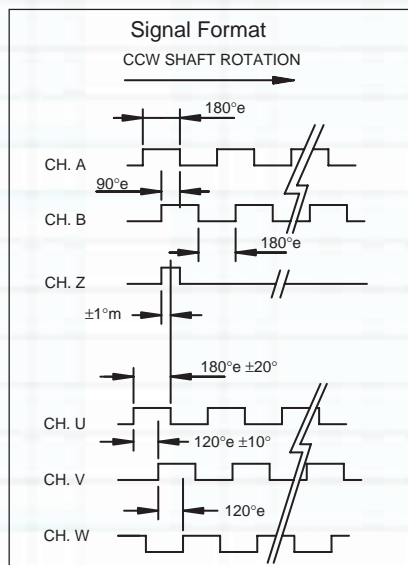 Signal Format
CCW SHAFT ROTATION
180°e
CH. A
90°e
CH. B
180°e
CH. Z
±1°m
180°e ±20°
CH. U
120°e ±10°
CH. V
120°e
CH. W